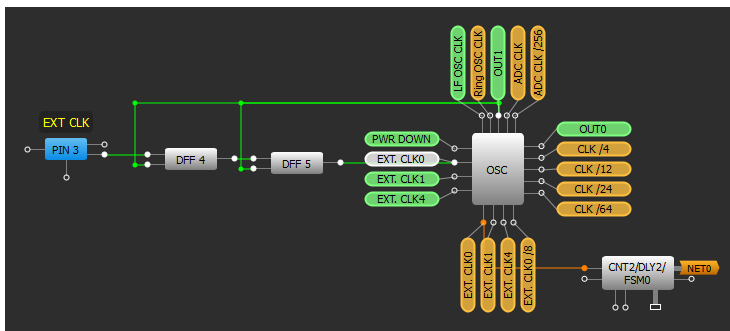 LF OSC CLK
Ring OSC CLK
OUT1
ADC CLK
ADC CLK /256
EXT CLK
PIN 3
DFF 4
DFF 5
PWR DOWN
EXT. CLK0
EXT. CLK1
EXT. CLK4
OSC
OUT0
CLK /4
CLK /12
CLK /24
CLK /64
EXT. CLK0
EXT. CLK1
EXT. CLK4
EXT. CLK0 /8
CNT2/DLY2/
FSM0
NET0